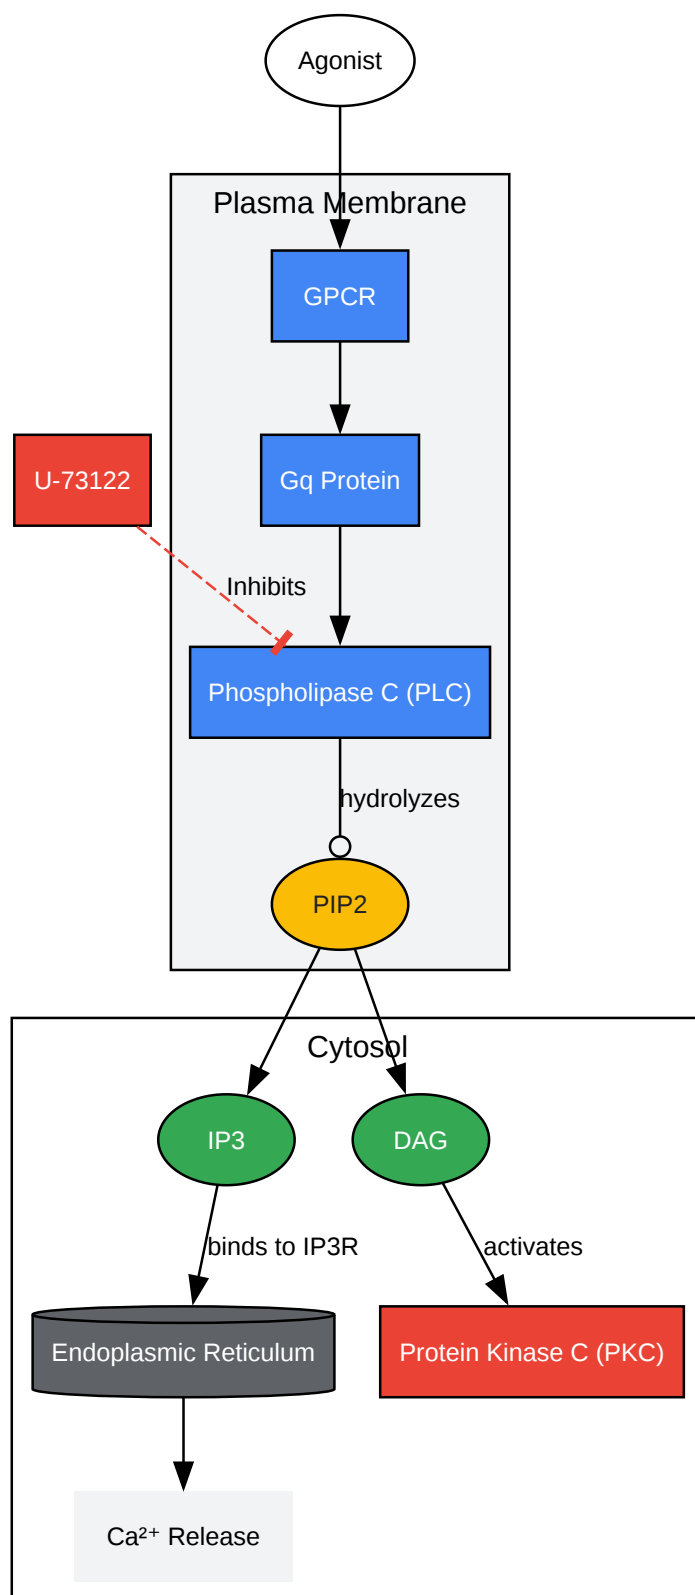 Agonist
Plasma Membrane
GPCR
U-73122
Gq Protein
Inhibits
Phospholipase C (PLC)
hydrolyzes
PIP2
Cytosol
IP3
DAG
binds to IP3R
activates
Endoplasmic Reticulum
Protein Kinase C (PKC)
Ca²⁺ Release